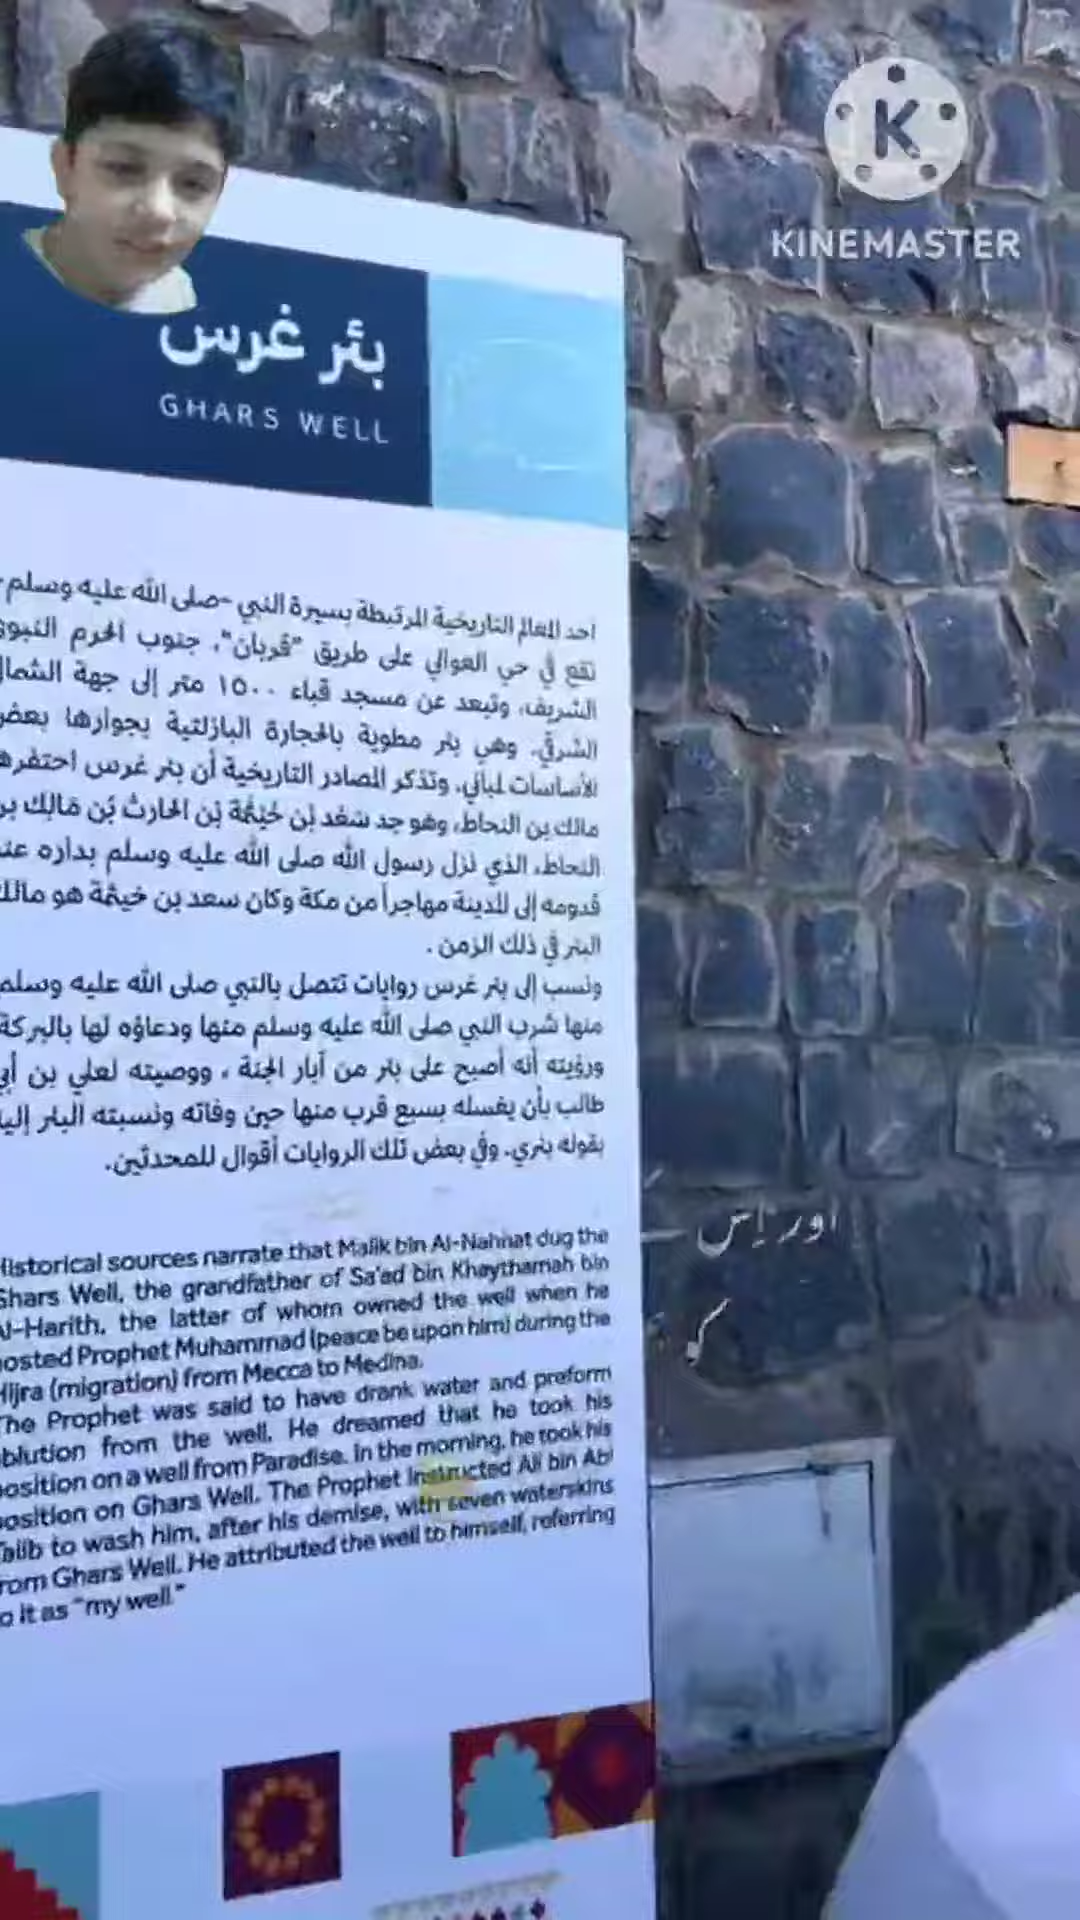 KINEMASTER
بئر غرس
GHARS WELL
احد المعالم التاريخية المرتبطة بسيرة النبي -صلى الله عليه وسلم-
تقع في حي العوالي على طريق "قربان"، جنوب الحرم النبوي
الشريف، وتبعد عن مسجد قباء ١٥٠٠ متر إلى جهة الشمال
الشرقي، وهي بئر مطوية بالحجارة البازلتية بجوارها بعض
الأساسات لمباني، وتذكر المصادر التاريخية أن بئر غرس احتفرها
مالك بن النحاط، وهو جد سَعْد بْن خَيْثَمَة بْن الحارث بْن مَالِك بن
النحاط، الذي نزل رسول الله صلى الله عليه وسلم بداره عند
قدومه إلى المدينة مهاجراً من مكة وكان سعد بن خيثمة هو مالك
البئر في ذلك الزمن .
ونسب إلى بئر غرس روايات تتصل بالنبي صلى الله عليه وسلم
منها شرب النبي صلى الله عليه وسلم منها ودعاؤه لها بالبركة
ورؤيته أنه أصبح على بئر من آبار الجنة ، ووصيته لعلي بن أبي
طالب بأن يغسله بسبع قرب منها حين وفاته ونسبته البئر إليه
بقوله بئري. وفي بعض تلك الروايات أقوال للمحدثين.
Historical sources narrate that Malik bin Al-Nahhat dug the
Ghars Well, the grandfather of Sa'ad bin Khaythamah bin
Al-Harith, the latter of whom owned the well when he
hosted Prophet Muhammad (peace be upon him) during the
Hijra (migration) from Mecca to Medina.
The Prophet was said to have drank water and preform
ablution from the well. He dreamed that he took his
position on a well from Paradise. In the morning, he took his
position on Ghars Well. The Prophet instructed Ali bin Abi
Talib to wash him, after his demise, with seven waterskins
from Ghars Well. He attributed the well to himself, referring
to it as "my well."
اور اِس
کو